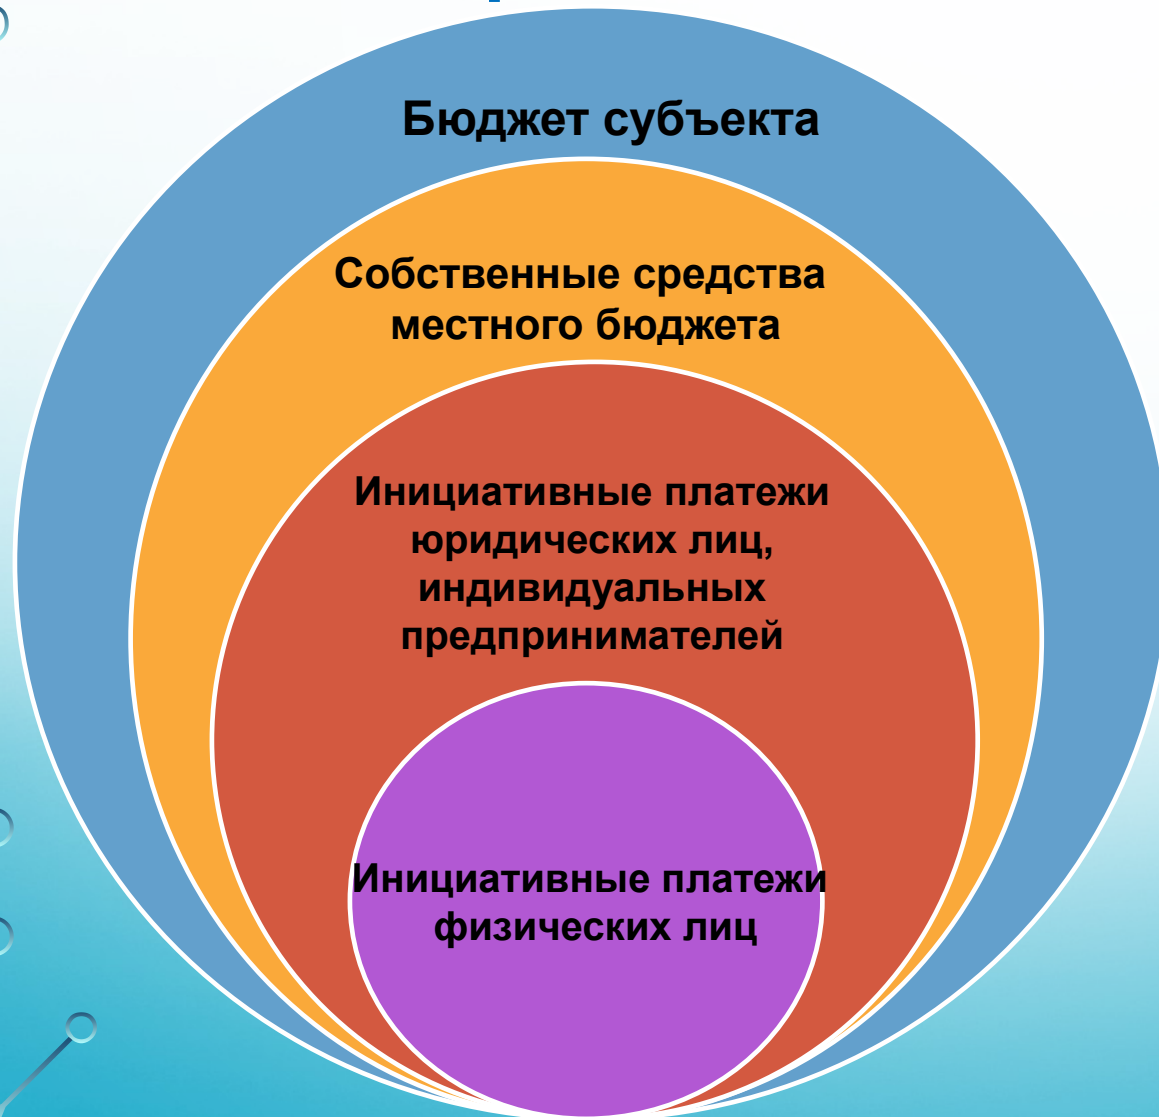 Бюджет субъекта
Собственные средства
местного бюджета
Инициативные платежи
юридических лиц,
индивидуальных
предпринимателей
Инициативные платежи
физических лиц